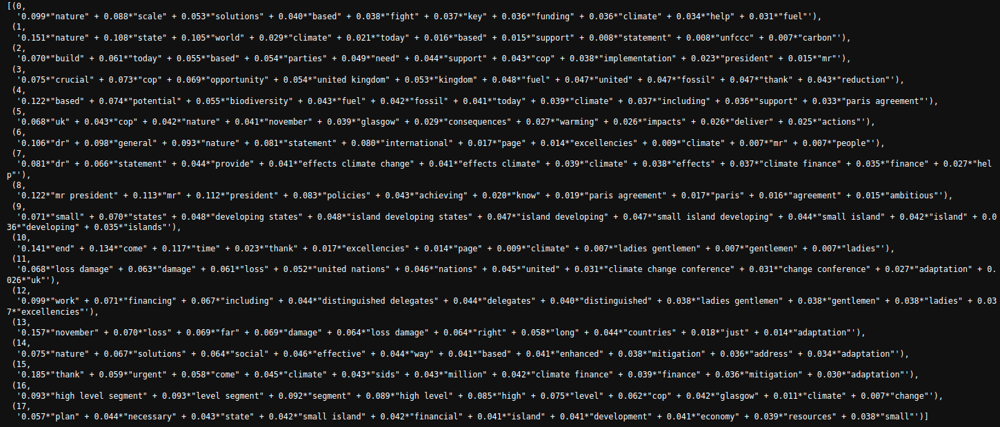 [(0,
'0.099*"nature" + 0.088*"scale" + 0.053*"solutions" + 0.040*"based" + 0.038*"fight" + 0.037*"key" + 0.036*"funding" + 0.036*"climate" + 0.034*"help" + 0.031*"fuel"'),
(1,
'0.151*"nature" + 0.108*"state" + 0.105*"world" + 0.029*"climate" + 0.021*"today" + 0.016*"based" + 0.015*"support" + 0.008*"statement" + 0.008*"unfccc" + 0.007*"carbon"'),
(2,
'0.070*"build" + 0.061*"today" + 0.055*"based" + 0.054*"parties" + 0.049*"need" + 0.044*"support" + 0.043*"cop" + 0.038*"implementation" + 0.023*"president" + 0.015*"mr"'),
(3,
'0.075*"crucial" + 0.073*"cop" + 0.069*"opportunity" + 0.054*"united kingdom" + 0.053*"kingdom" + 0.048*"fuel" + 0.047*"united" + 0.047*"fossil" + 0.047*"thank" + 0.043*"reduction"'),
(4,
'0.122*"based" + 0.074*"potential" + 0.055*"biodiversity" + 0.043*"fuel" + 0.042*"fossil" + 0.041*"today" + 0.039*"climate" + 0.037*"including" + 0.036*"support" + 0.033*"paris agreement"'),
(5,
'0.068*"uk" + 0.043*"cop" + 0.042*"nature" + 0.041*"november" + 0.039*"glasgow" + 0.029*"consequences" + 0.027*"warming" + 0.026*"impacts" + 0.026*"deliver" + 0.025*"actions"'),
(6,
'0.106*"dr" + 0.098*"general" + 0.093*"nature" + 0.081*"statement" + 0.080*"international" + 0.017*"page" + 0.014*"excellencies" + 0.009*"climate" + 0.007*"mr" + 0.007*"people"'),
(7,
'0.081*"dr" + 0.066*"statement" + 0.044*"provide" + 0.041*"effects climate change" + 0.041*"effects climate" + 0.039*"climate" + 0.038*"effects" + 0.037*"climate finance" + 0.035*"finance" + 0.027*"hel
p"'),
(8,
'0.122*"mr president" + 0.113*"mr" + 0.112*"president" + 0.083*"policies" + 0.043*"achieving" + 0.020*"know" + 0.019*"paris agreement" + 0.017*"paris" + 0.016*"agreement" + 0.015*"ambitious"'),
(9,
'0.071*"small" + 0.070*"states" + 0.048*"developing states" + 0.048*"island developing states" + 0.047*"island developing" + 0.047*"small island developing" + 0.044*"small island" + 0.042*"island" + 0.0
36*"developing" + 0.035*"islands"'),
(10,
'0.141*"end" + 0.134*"come" + 0.117*"time" + 0.023*"thank" + 0.017*"excellencies" + 0.014*"page" + 0.009*"climate" + 0.007*"ladies gentlemen" + 0.007*"gentlemen" + 0.007*"ladies"'),
(11,
'0.068*"loss damage" + 0.063*"damage" + 0.061*"loss" + 0.052*"united nations" + 0.046*"nations" + 0.045*"united" + 0.031*"climate change conference" + 0.031*"change conference" + 0.027*"adaptation" + 0.
026*"uk"'),
(12,
'0.099*"work" + 0.071*"financing" + 0.067*"including" + 0.044*"distinguished delegates" + 0.044*"delegates" + 0.040*"distinguished" + 0.038*"ladies gentlemen" + 0.038*"gentlemen" + 0.038*"ladies" + 0.03
7*"excellencies"'),
(13,
'0.157*"november" + 0.070*"loss" + 0.069*"far" + 0.069*"damage" + 0.064*"loss damage" + 0.064*"right" + 0.058*"long" + 0.044*"countries" + 0.018*"just" + 0.014*"adaptation"'),
(14,
'0.075*"nature" + 0.067*"solutions" + 0.064*"social" + 0.046*"effective" + 0.044*"way" + 0.041*"based" + 0.041*"enhanced" + 0.038*"mitigation" + 0.036*"address" + 0.034*"adaptation"'),
(15,
'0.185*"thank" + 0.059*"urgent" + 0.058*"come" + 0.045*"climate" + 0.043*"sids" + 0.043*"million" + 0.042*"climate finance" + 0.039*"finance" + 0.036*"mitigation" + 0.030*"adaptation"'),
(16,
'0.093*"high level segment" + 0.093*"level segment" + 0.092*"segment" + 0.089*"high level" + 0.085*"high" + 0.075*"level" + 0.062*"cop" + 0.042*"glasgow" + 0.011*"climate" + 0.007*"change"'),
(17,
'0.057*"plan" + 0.044*"necessary" + 0.043*"state" + 0.042*"small island" + 0.042*"financial" + 0.041*"island" + 0.041*"development" + 0.041*"economy" + 0.039*"resources" + 0.038*"small"')]